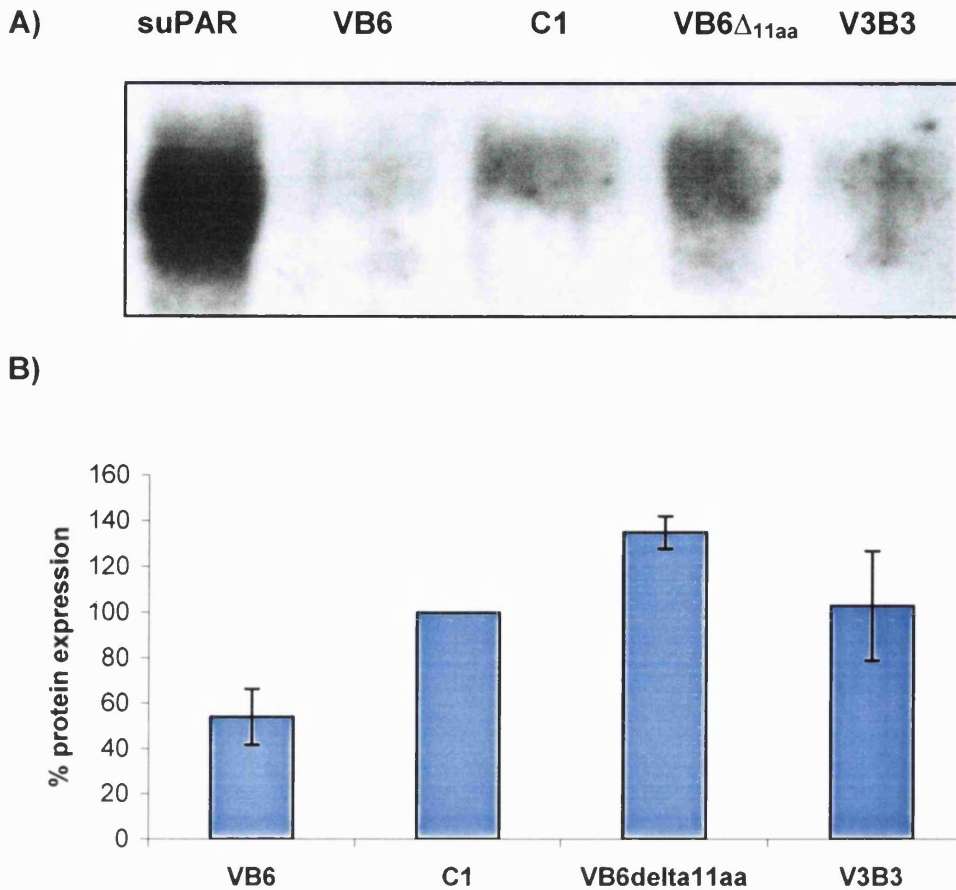 A) suPAR VB6 C1 VB6Δ11aa V3B3
B)
160
140
120
100
80
60
40
20
0
% protein expression
VB6 C1 VB6delta11aa V3B3